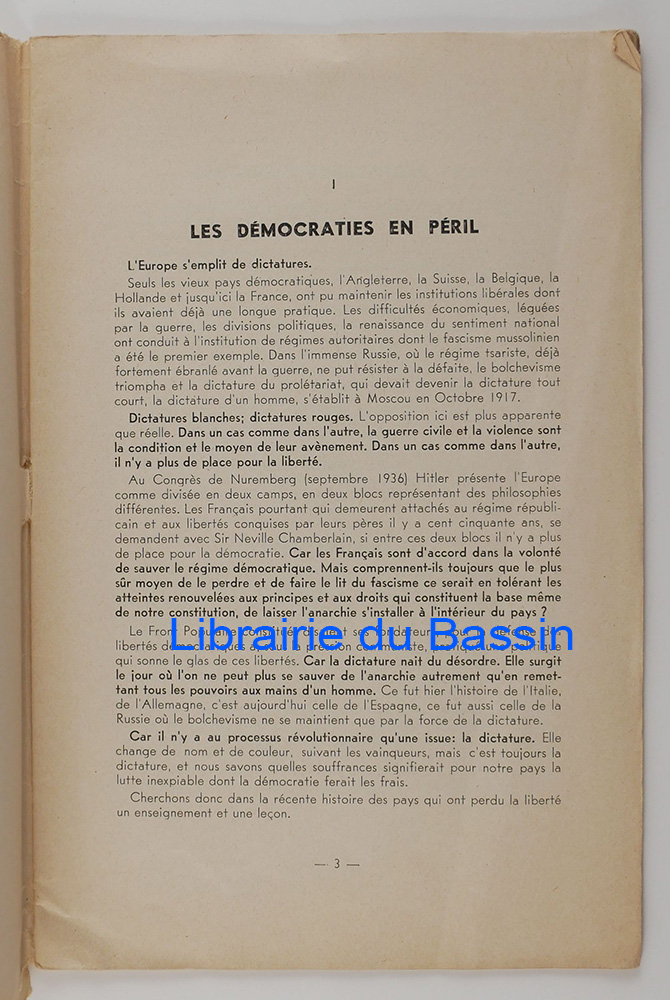 I
LES DÉMOCRATIES EN PÉRIL
L'Europe s'emplit de dictatures.
Seuls les vieux pays démocratiques, l'Angleterre, la Suisse, la Belgique, la
Hollande et jusqu'ici la France, ont pu maintenir les institutions libérales dont
ils avaient déjà une longue pratique. Les difficultés économiques, léguées
par la guerre, les divisions politiques, la renaissance du sentiment national
ont conduit à l'institution de régimes autoritaires dont le fascisme mussolinien
a été le premier exemple. Dans l'immense Russie, où le régime tsariste, déjà
fortement ébranlé avant la guerre, ne put résister à la défaite, le bolchevisme
triompha et la dictature du prolétariat, qui devait devenir la dictature tout
court, la dictature d'un homme, s'établit à Moscou en Octobre 1917.
Dictatures blanches; dictatures rouges. L'opposition ici est plus apparente
que réelle. Dans un cas comme dans l'autre, la guerre civile et la violence sont
la condition et le moyen de leur avènement. Dans un cas comme dans l'autre,
il n'y a plus de place pour la liberté.
Au Congrès de Nuremberg (septembre 1936) Hitler présente l'Europe
comme divisée en deux camps, en deux blocs représentant des philosophies
différentes. Les Français pourtant qui demeurent attachés au régime républi-
cain et aux libertés conquises par leurs pères il y a cent cinquante ans, se
demandent avec Sir Neville Chamberlain, si entre ces deux blocs il n'y a plus
de place pour la démocratie. Car les Français sont d'accord dans la volonté
de sauver le régime démocratique. Mais comprennent-ils toujours que le plus
sûr moyen de le perdre et de faire le lit du fascisme ce serait en tolérant les
atteintes renouvelées aux principes et aux droits qui constituent la base même
de notre constitution, de laisser l'anarchie s'installer à l'intérieur du pays ?
Le Front Populaire constitué disaient ses fondateurs pour la défense des
libertés démocratiques a, sous la pression communiste,
qui sonne le glas de ces libertés. Car la dictature nait du désordre. Elle surgit
le jour où l'on ne peut plus se sauver de l'anarchie autrement qu'en remet-
tant tous les pouvoirs aux mains d'un homme. Ce fut hier l'histoire de l'Italie,
de l'Allemagne, c'est aujourd'hui celle de l'Espagne, ce fut aussi celle de la
Russie où le bolchevisme ne se maintient que par la force de la dictature.
Car il n'y a au processus révolutionnaire qu'une issue: la dictature. Elle
change de nom et de couleur, suivant les vainqueurs, mais c'est toujours la
dictature, et nous savons quelles souffrances signifierait pour notre pays la
lutte inexpiable dont la démocratie ferait les frais.
Cherchons donc dans la récente histoire des pays qui ont perdu la liberté
un enseignement et une leçon.
— 3 —
Librairie du Bassin